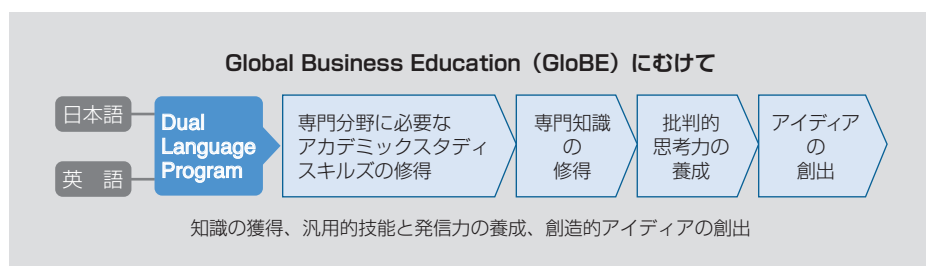 Global Business Education（GloBE）にむけて
日本語
英　語
Dual
Language
Program
専門分野に必要な
アカデミックスタディ
スキルズの修得
専門知識
の
修得
批判的
思考力の
養成
アイディア
の
創出
知識の獲得、汎用的技能と発信力の養成、創造的アイディアの創出